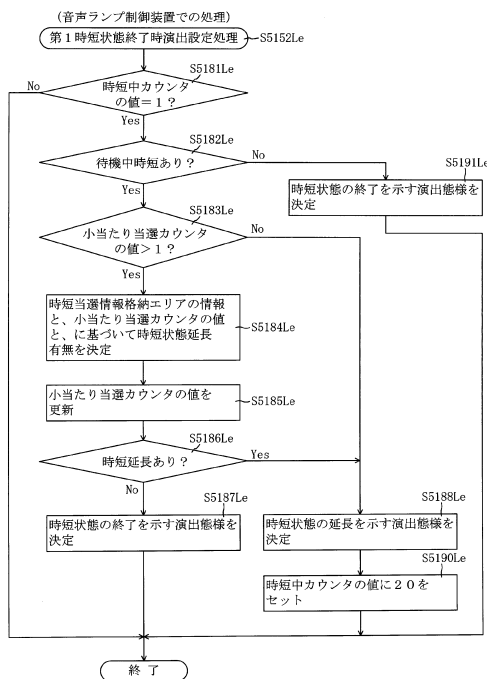 (音声ランプ制御装置での処理)
第1時短状態終了時演出設定処理
S5152Le
S5181Le
No
時短中カウンタ
の値=1?
Yes
S5182Le
待機中時短あり?
No
S5191Le
Yes
時短状態の終了を示す演出態様を
決定
S5183Le
小当たり当選カウンタ
の値>1?
No
Yes
時短当選情報格納エリアの情報
と、小当たり当選カウンタの値
と、に基づいて時短状態延長
有無を決定
S5184Le
小当たり当選カウンタの値を
更新
S5185Le
S5186Le
時短延長あり?
Yes
No
S5187Le
時短状態の終了を示す演出態様を
決定
S5188Le
時短状態の延長を示す演出態様を
決定
S5190Le
時短中カウンタの値に20を
セット
終了